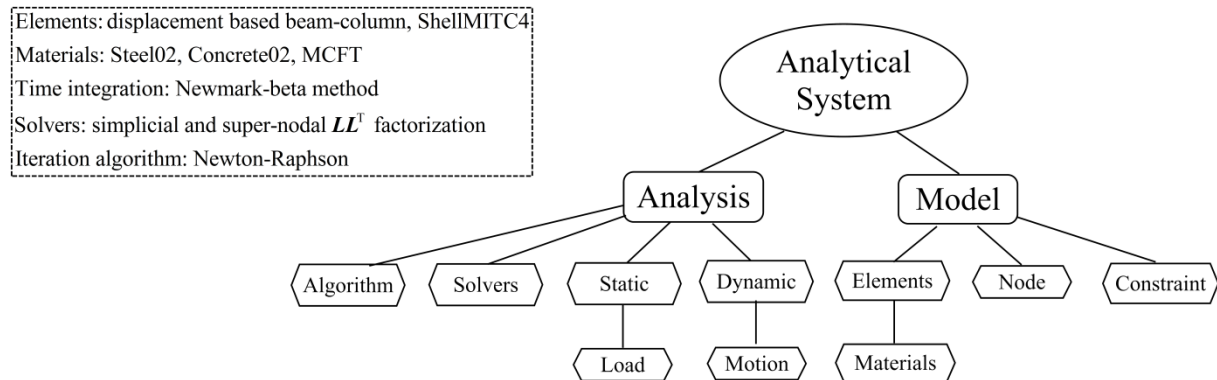 Elements: displacement based beam-column, ShellMITC4
Materials: Steel02, Concrete02, MCFT
Time integration: Newmark-beta method
Solvers: simplicial and super-nodal LLᵀ factorization
Iteration algorithm: Newton-Raphson
Analytical
System
Analysis
Model
Algorithm
Solvers
Static
Dynamic
Elements
Node
Constraint
Load
Motion
Materials